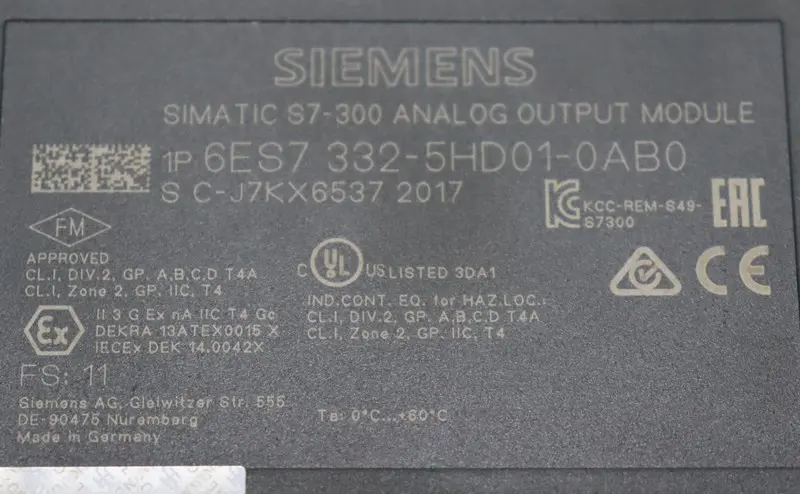 SIEMENS
SIMATIC S7-300 ANALOG OUTPUT MODULE
1P 6ES7 332-5HD01-0AB0
S C-J7KX6537 2017
KCC-REM-S49-
S7300
EAC
FM
APPROVED
CL.I, DIV.2, GP. A,B,C,D T4A
CL.I, Zone 2, GP. IIC, T4
C UL US LISTED 3DA1
IND.CONT. EQ. for HAZ.LOC.:
CL.I, DIV.2, GP. A,B,C,D T4A
CL.I, Zone 2, GP. IIC, T4
CE
Ex
II 3 G Ex nA IIC T4 Gc
DEKRA 13ATEX0015 X
IECEx DEK 14.0042X
FS: 11
Siemens AG, Gleiwitzer Str. 555
DE-90475 Nuremberg
Made in Germany
Ta: 0°C...+60°C